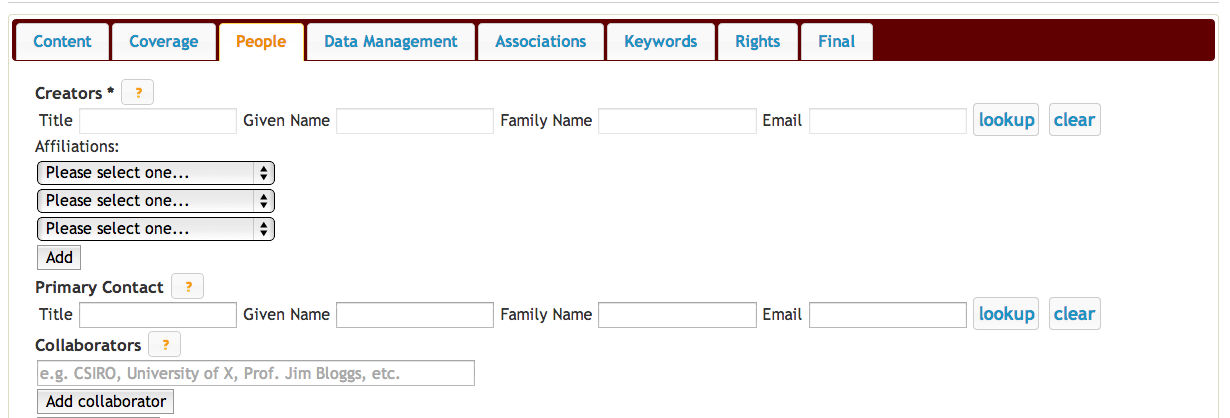 Content Coverage People Data Management Associations Keywords Rights Final
Creators * ?
Title Given Name Family Name Email lookup clear
Affiliations:
Please select one...
Please select one...
Please select one...
Add
Primary Contact ?
Title Given Name Family Name Email lookup clear
Collaborators ?
e.g. CSIRO, University of X, Prof. Jim Bloggs, etc.
Add collaborator